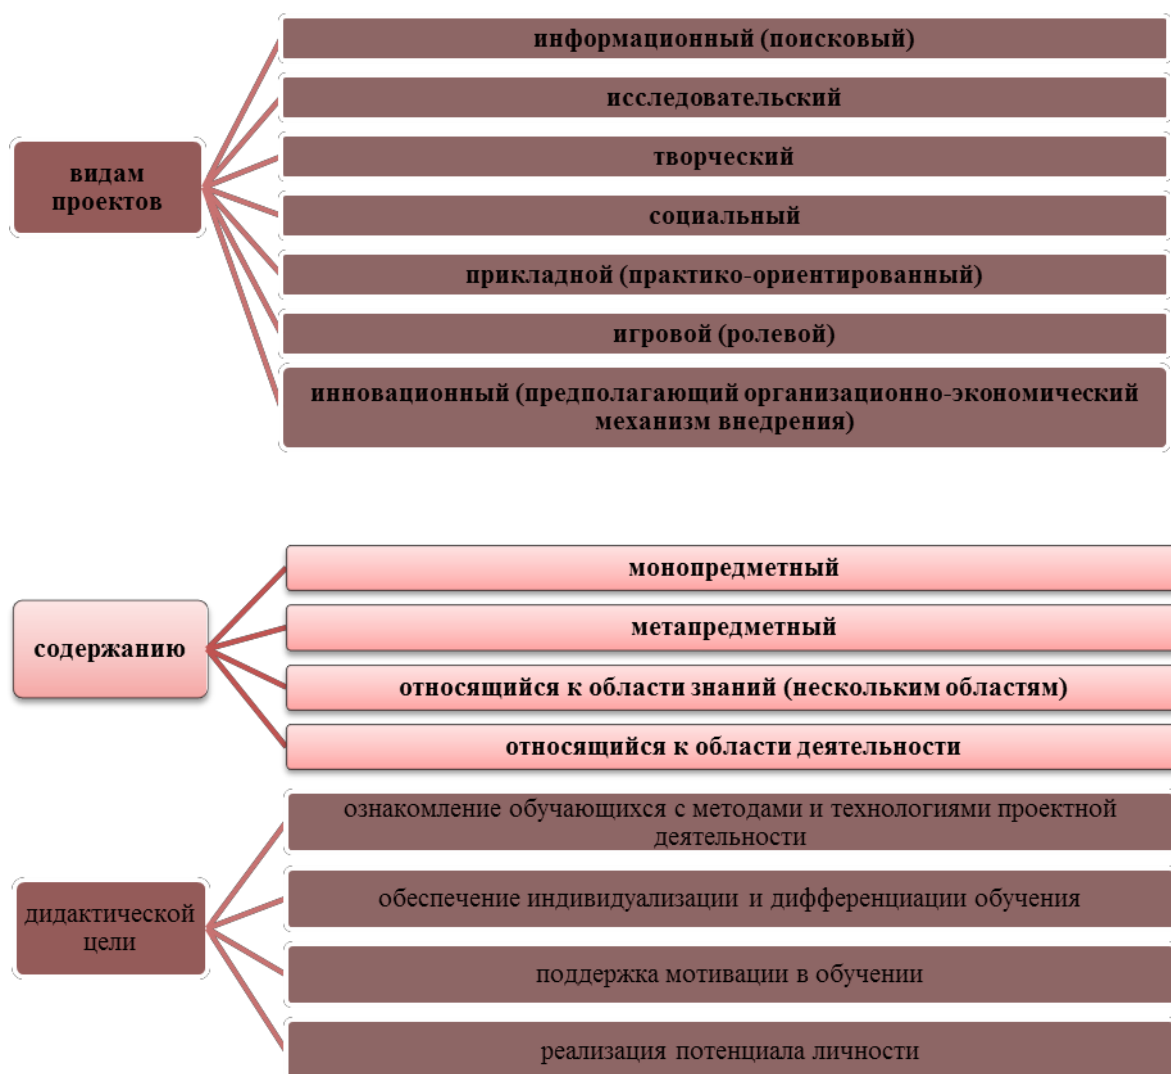 видам
проектов
информационный (поисковый)
исследовательский
творческий
социальный
прикладной (практико-ориентированный)
игровой (ролевой)
инновационный (предполагающий организационно-экономический
механизм внедрения)
содержанию
монопредметный
метапредметный
относящийся к области знаний (нескольким областям)
относящийся к области деятельности
дидактической
цели
ознакомление обучающихся с методами и технологиями проектной
деятельности
обеспечение индивидуализации и дифференциации обучения
поддержка мотивации в обучении
реализация потенциала личности